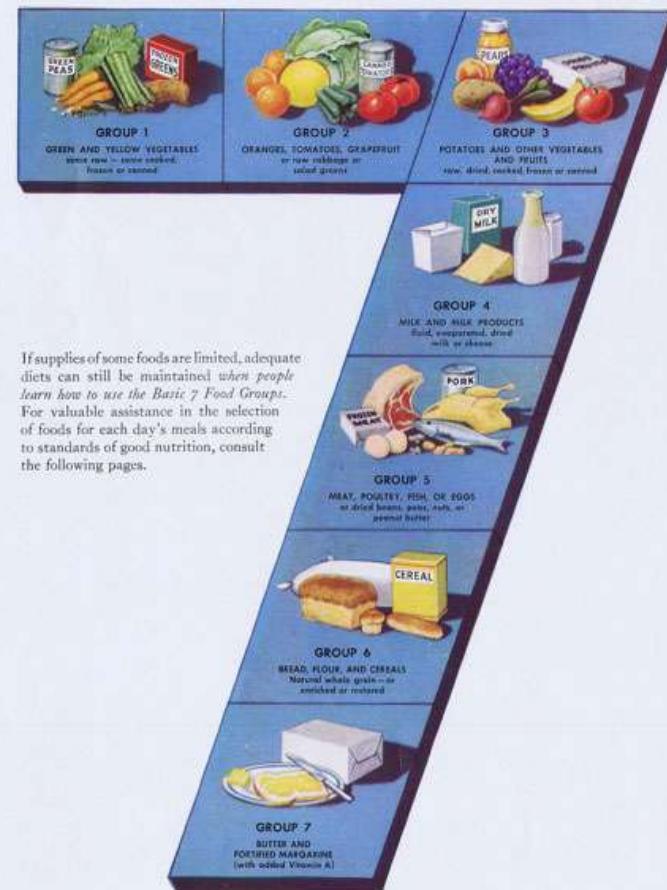 GREEN
PEAS
FROZEN
GREENS
GROUP 1
GREEN AND YELLOW VEGETABLES
some raw — some cooked,
frozen or canned
CANNED
TOMATOES
GROUP 2
ORANGES, TOMATOES, GRAPEFRUIT
or raw cabbage or
salad greens
PEARS
GROUP 3
POTATOES AND OTHER VEGETABLES
AND FRUITS
raw, dried, cooked, frozen or canned
DRY
MILK
GROUP 4
MILK AND MILK PRODUCTS
fluid, evaporated, dried
milk or cheese
If supplies of some foods are limited, adequate
diets can still be maintained when people
learn how to use the Basic 7 Food Groups.
For valuable assistance in the selection
of foods for each day's meals according
to standards of good nutrition, consult
the following pages.
PORK
FROZEN
GROUP 5
MEAT, POULTRY, FISH, OR EGGS
or dried beans, peas, nuts, or
peanut butter
CEREAL
GROUP 6
BREAD, FLOUR, AND CEREALS
Natural whole grain — or
enriched or restored
GROUP 7
BUTTER AND
FORTIFIED MARGARINE
(with added Vitamin A)